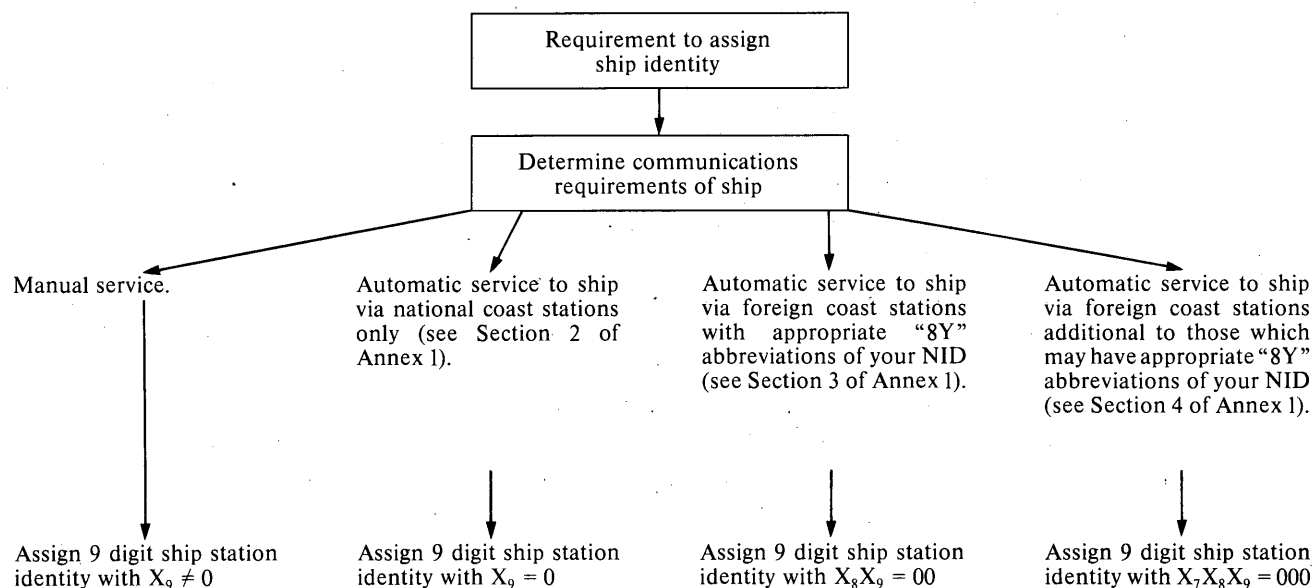 Requirement to assign
ship identity
Determine communications
requirements of ship
Manual service.
Automatic service to ship
via national coast stations
only (see Section 2 of
Annex 1).
Automatic service to ship
via foreign coast stations
with appropriate “8Y”
abbreviations of your NID
(see Section 3 of Annex 1).
Automatic service to ship
via foreign coast stations
additional to those which
may have appropriate “8Y”
abbreviations of your NID
(see Section 4 of Annex 1).
Assign 9 digit ship station
identity with X₉ ≠ 0
Assign 9 digit ship station
identity with X₉ = 0
Assign 9 digit ship station
identity with X₈X₉ = 00
Assign 9 digit ship station
identity with X₇X₈X₉ = 000